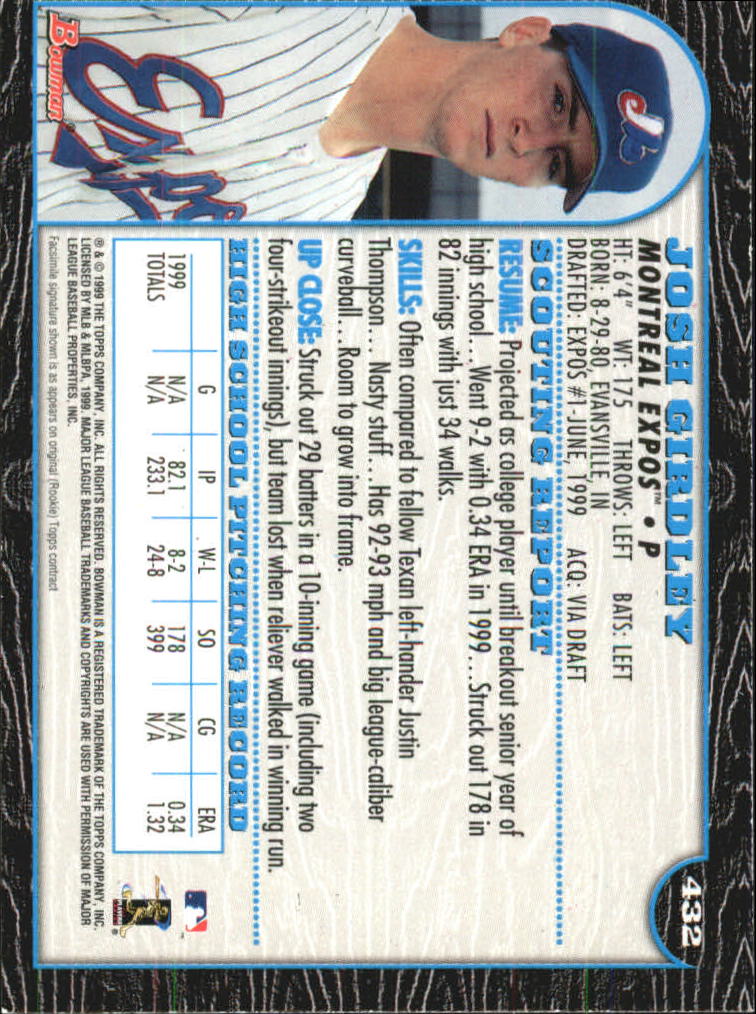 432
JOSH GIRDLEY
MONTREAL EXPOS™ • P
HT: 6'4" WT: 175 THROWS: LEFT BATS: LEFT
BORN: 8-29-80, EVANSVILLE, IN
DRAFTED: EXPOS #1-JUNE, 1999 ACQ: VIA DRAFT
SCOUTING REPORT
RESUME: Projected as college player until breakout senior year of
high school... Went 9-2 with 0.34 ERA in 1999 ...Struck out 178 in
82 innings with just 34 walks.
SKILLS: Often compared to follow Texan left-hander Justin
Thompson... Nasty stuff ... Has 92-93 mph and big league-caliber
curveball... Room to grow into frame.
UP CLOSE: Struck out 29 batters in a 10-inning game (including two
four-strikeout innings), but team lost when reliever walked in winning run.
HIGH SCHOOL PITCHING RECORD
G IP W-L SO CG ERA
1999 N/A 82.1 8-2 178 N/A 0.34
TOTALS N/A 233.1 24-8 399 N/A 1.32
® & © 1999 THE TOPPS COMPANY, INC. ALL RIGHTS RESERVED. BOWMAN IS A REGISTERED TRADEMARK OF THE TOPPS COMPANY, INC.
LICENSED BY MLB & MLBPA, 1999. MAJOR LEAGUE BASEBALL TRADEMARKS AND COPYRIGHTS ARE USED WITH PERMISSION OF MAJOR
LEAGUE BASEBALL PROPERTIES, INC.
Facsimile signature shown is as appears on original (Rookie) Topps contract
Bowman®
Expo